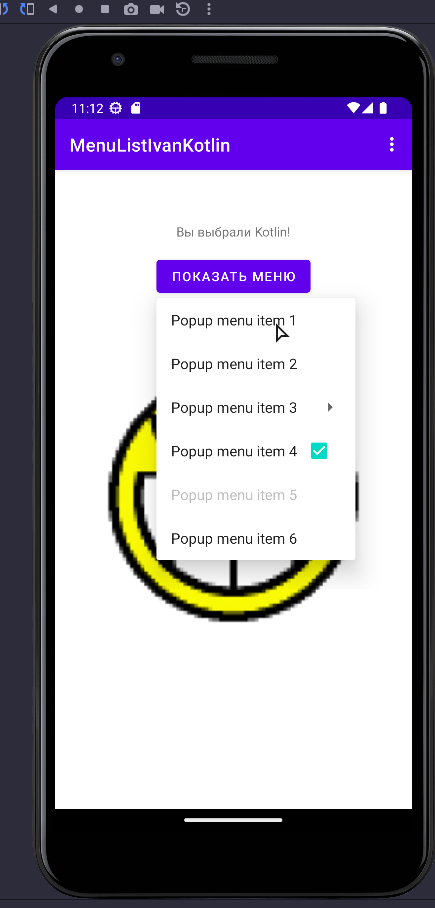 11:12
MenuListIvanKotlin
Вы выбрали Kotlin!
ПОКАЗАТЬ МЕНЮ
Popup menu item 1
Popup menu item 2
Popup menu item 3
Popup menu item 4
Popup menu item 5
Popup menu item 6